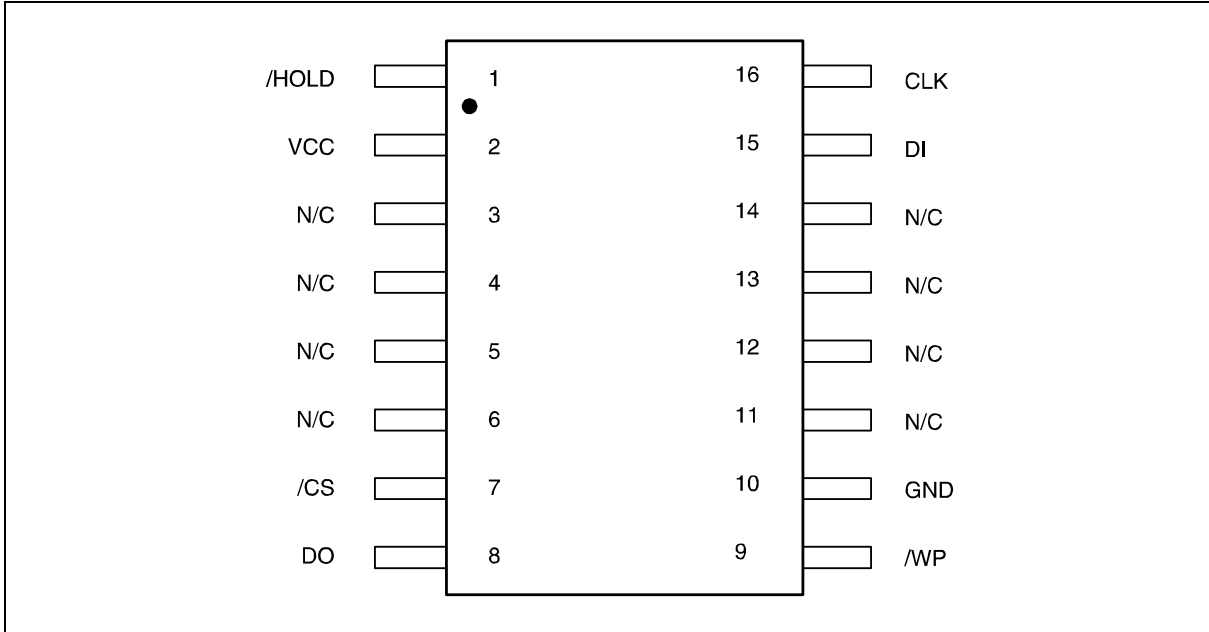 /HOLD 1 16 CLK
VCC 2 15 DI
N/C 3 14 N/C
N/C 4 13 N/C
N/C 5 12 N/C
N/C 6 11 N/C
/CS 7 10 GND
DO 8 9 /WP